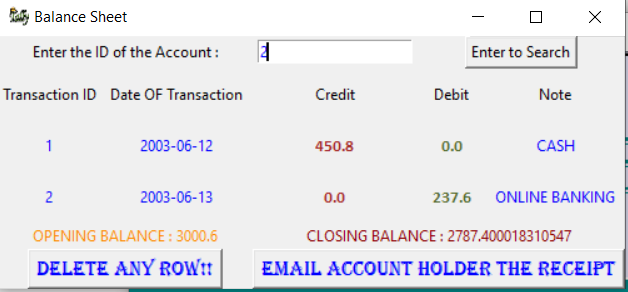 Balance Sheet
Enter the ID of the Account : 2 Enter to Search
Transaction ID Date OF Transaction Credit Debit Note
1 2003-06-12 450.8 0.0 CASH
2 2003-06-13 0.0 237.6 ONLINE BANKING
OPENING BALANCE : 3000.6 CLOSING BALANCE : 2787.400018310547
DELETE ANY ROW!! EMAIL ACCOUNT HOLDER THE RECEIPT